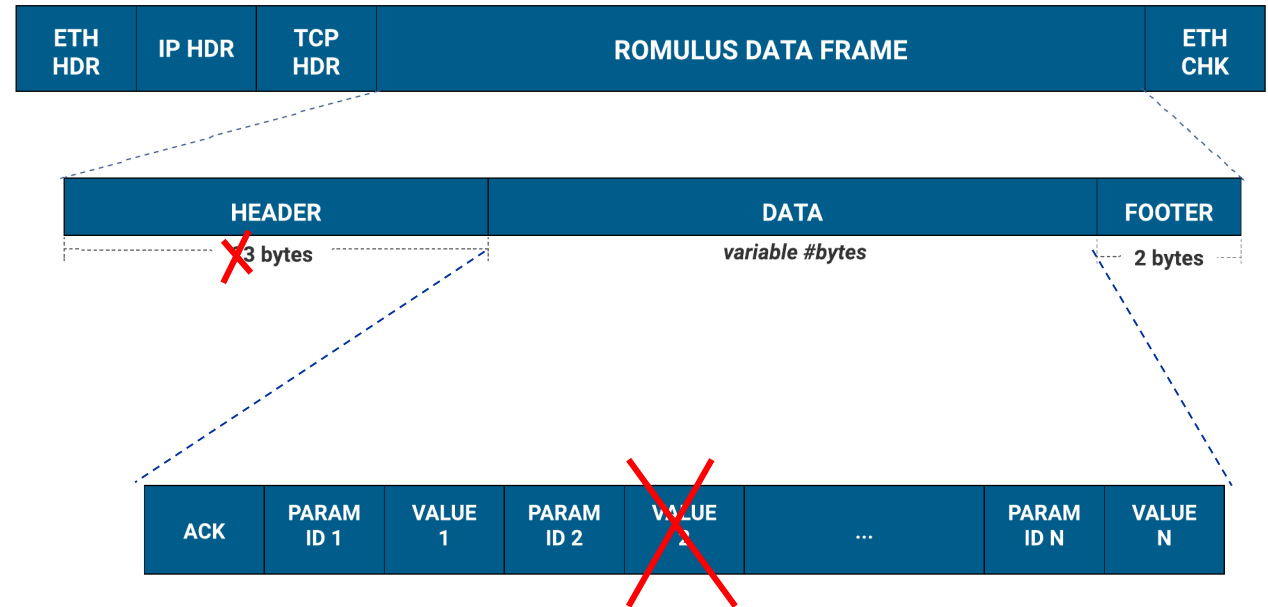 ETH
HDR
IP HDR
TCP
HDR
ROMULUS DATA FRAME
ETH
CHK
HEADER
DATA
FOOTER
bytes
variable #bytes
2 bytes
ACK
PARAM
ID 1
VALUE
1
PARAM
ID 2
VALUE
2
...
PARAM
ID N
VALUE
N